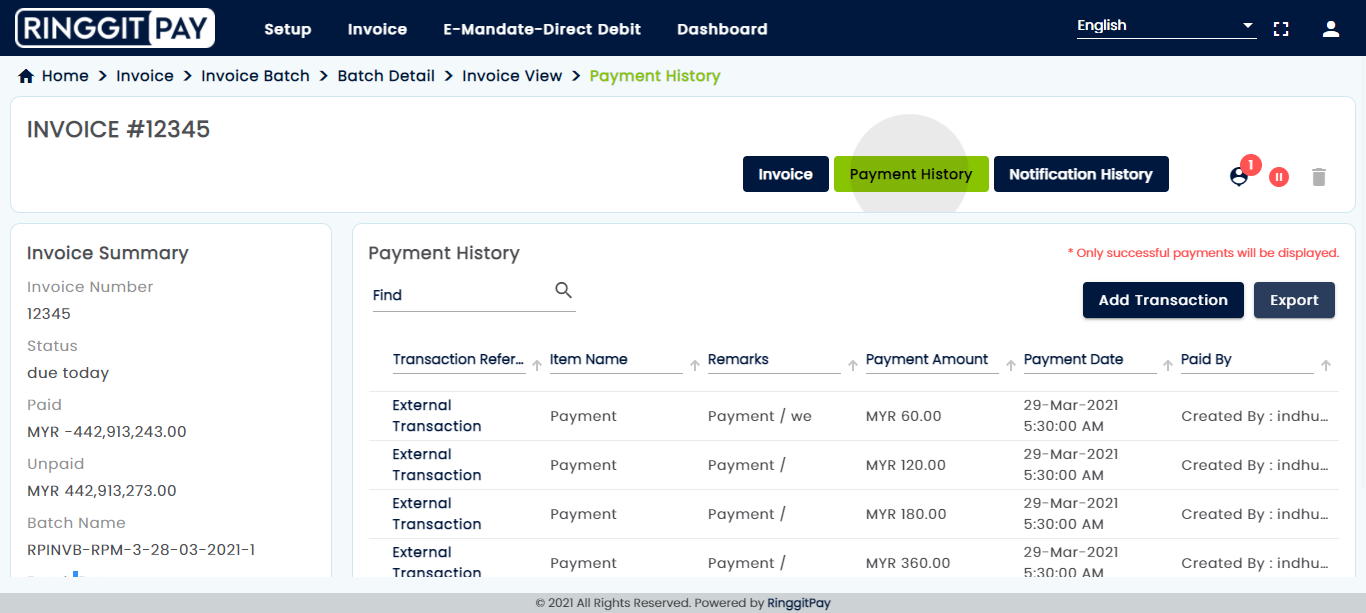 RINGGIT PAY
Setup Invoice E-Mandate-Direct Debit Dashboard English
Home > Invoice > Invoice Batch > Batch Detail > Invoice View > Payment History
INVOICE #12345
Invoice Payment History Notification History 1
Invoice Summary
Invoice Number
12345
Status
due today
Paid
MYR -442,913,243.00
Unpaid
MYR 442,913,273.00
Batch Name
RPINVB-RPM-3-28-03-2021-1
Payment History
* Only successful payments will be displayed.
Find
Add Transaction Export
Transaction Refer... Item Name Remarks Payment Amount Payment Date Paid By
External Transaction Payment Payment / we MYR 60.00 29-Mar-2021 5:30:00 AM Created By : indhu...
External Transaction Payment Payment / MYR 120.00 29-Mar-2021 5:30:00 AM Created By : indhu...
External Transaction Payment Payment / MYR 180.00 29-Mar-2021 5:30:00 AM Created By : indhu...
External Transaction Payment Payment / MYR 360.00 29-Mar-2021 5:30:00 AM Created By : indhu...
© 2021 All Rights Reserved. Powered by RinggitPay